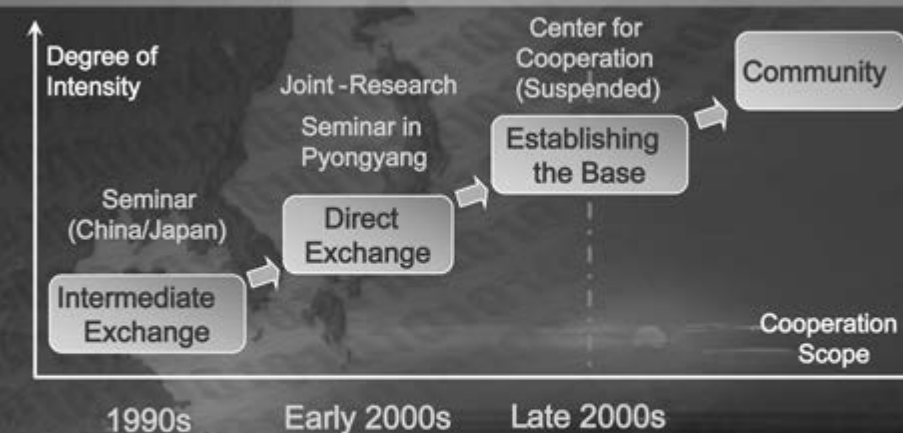 Degree of
Intensity
Center for
Cooperation
(Suspended)
Community
Joint -Research
Seminar in
Pyongyang
Establishing
the Base
Seminar
(China/Japan)
Direct
Exchange
Intermediate
Exchange
Cooperation
Scope
1990s
Early 2000s
Late 2000s